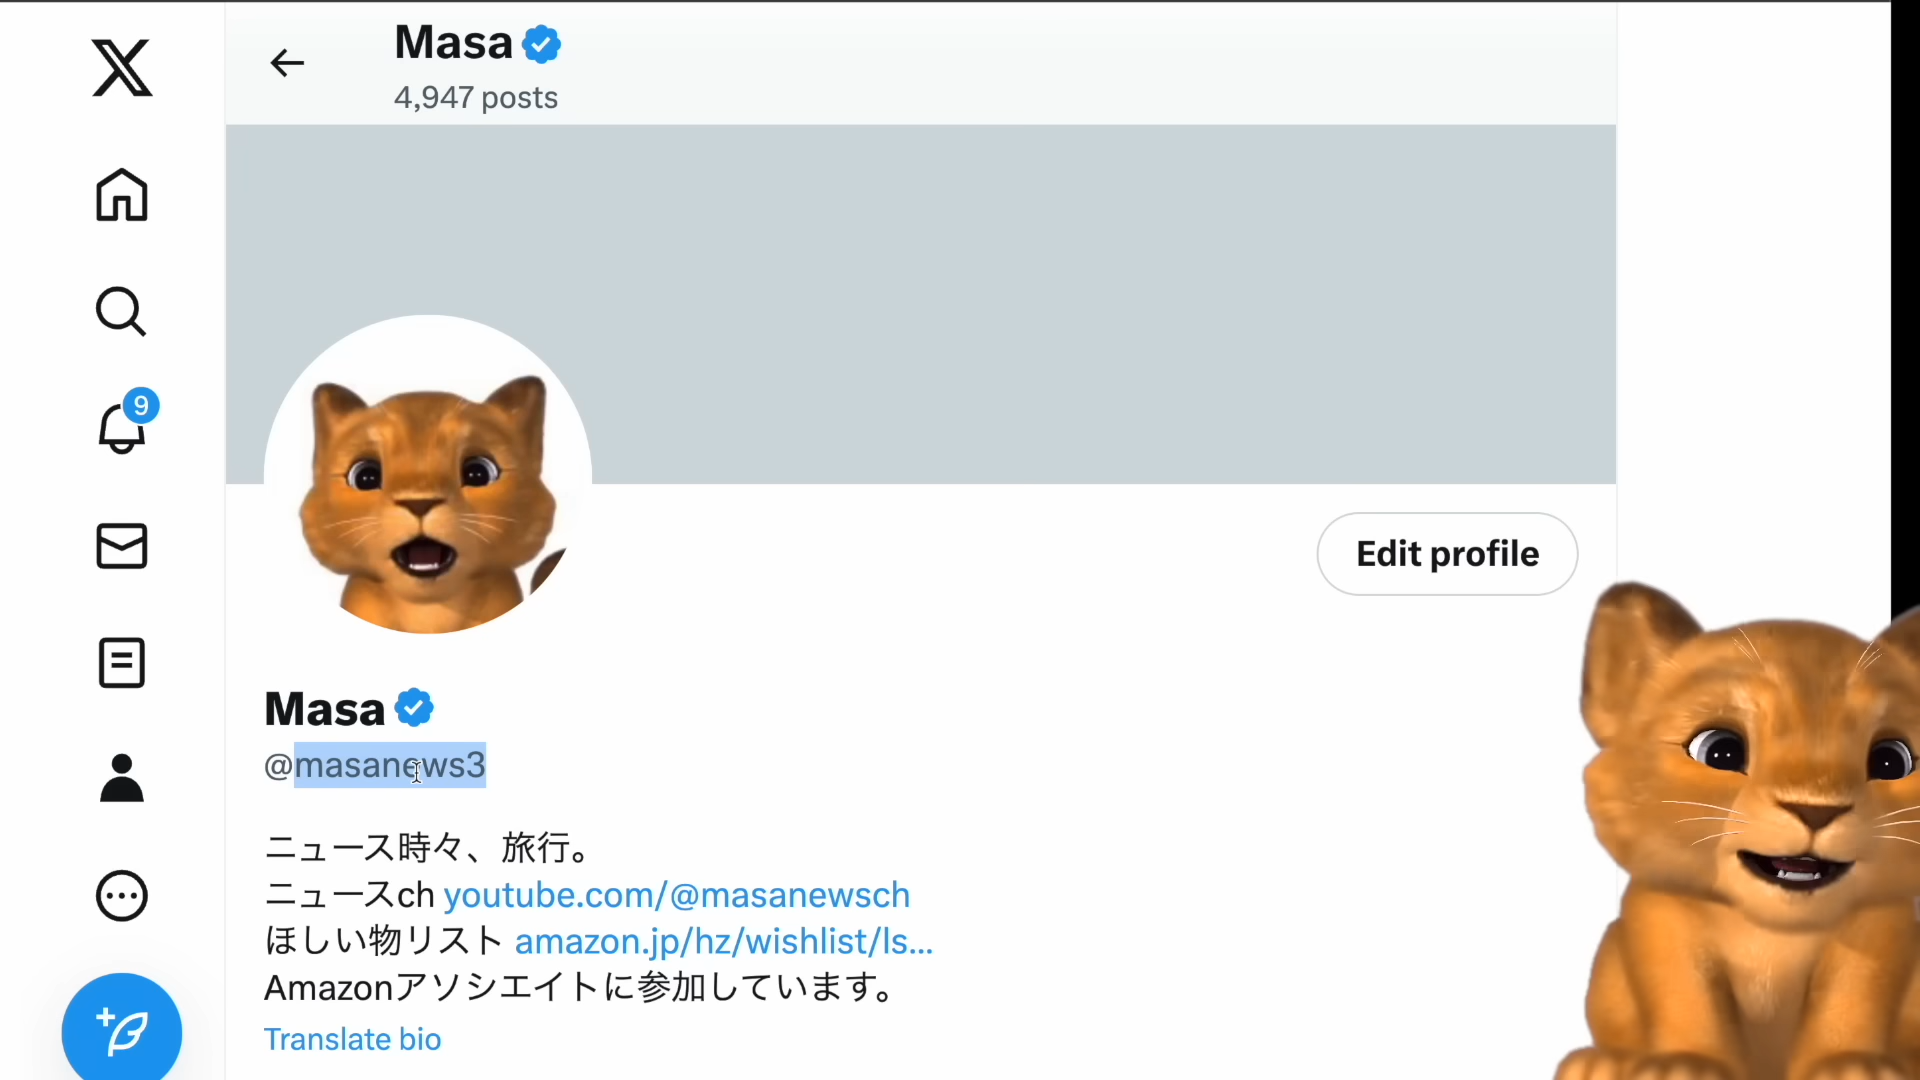 Masa
4,947 posts
9
Edit profile
Masa
@masanews3
ニュース時々、旅行。
ニュースch youtube.com/@masanewsch
ほしい物リスト amazon.jp/hz/wishlist/ls...
Amazonアソシエイトに参加しています。
Translate bio